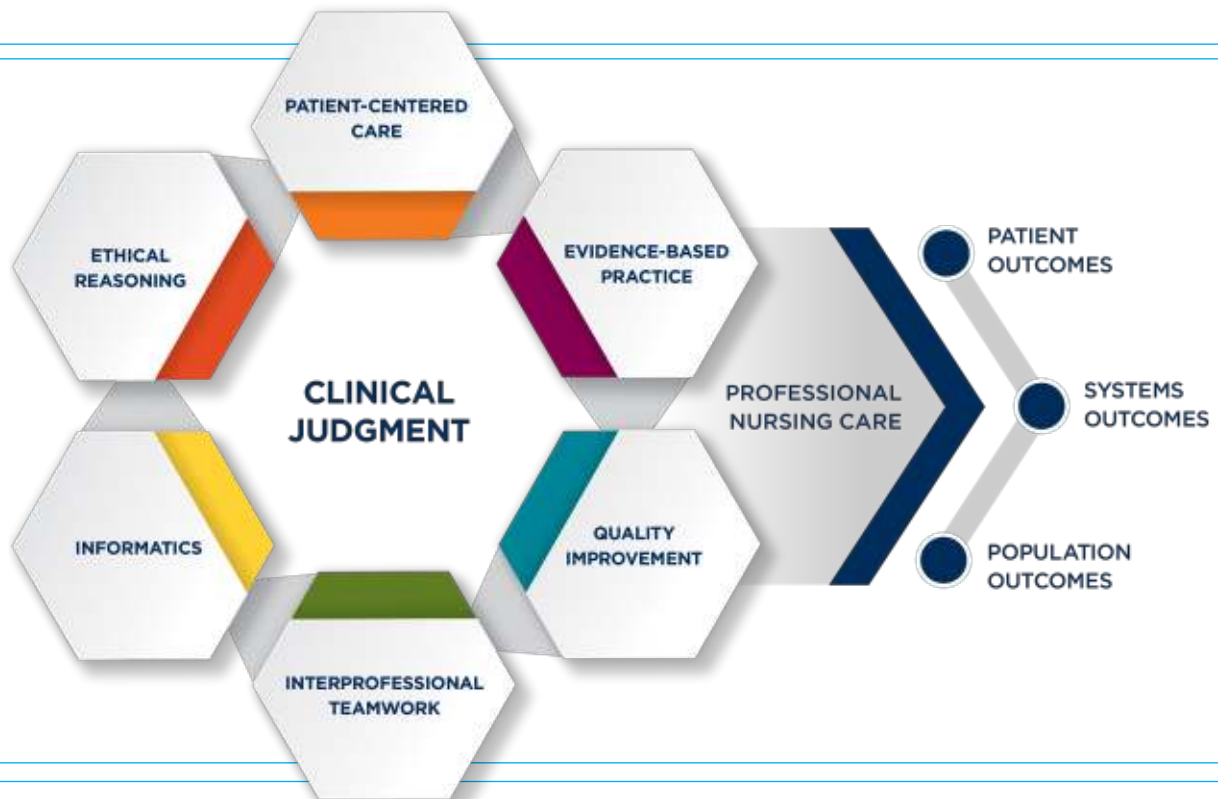 PATIENT-CENTERED
CARE
EVIDENCE-BASED
PRACTICE
QUALITY
IMPROVEMENT
INTERPROFESSIONAL
TEAMWORK
INFORMATICS
ETHICAL
REASONING
CLINICAL
JUDGMENT
PROFESSIONAL
NURSING CARE
PATIENT
OUTCOMES
SYSTEMS
OUTCOMES
POPULATION
OUTCOMES